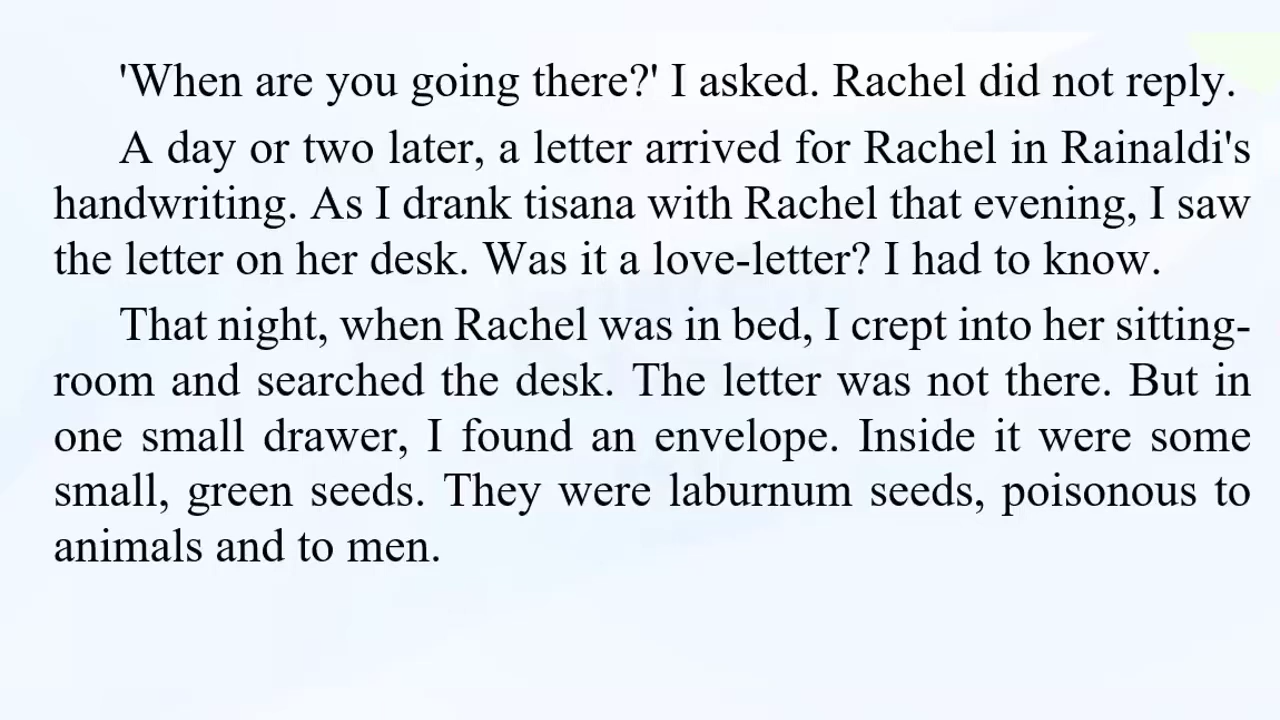 'When are you going there?' I asked. Rachel did not reply.
A day or two later, a letter arrived for Rachel in Rainaldi's
handwriting. As I drank tisana with Rachel that evening, I saw
the letter on her desk. Was it a love-letter? I had to know.
That night, when Rachel was in bed, I crept into her sitting-
room and searched the desk. The letter was not there. But in
one small drawer, I found an envelope. Inside it were some
small, green seeds. They were laburnum seeds, poisonous to
animals and to men.